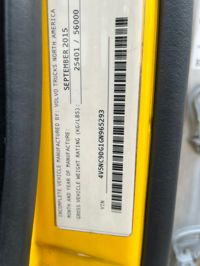 INCOMPLETE VEHICLE MANUFACTURED BY: VOLVO TRUCKS NORTH AMERICA
MONTH AND YEAR OF MANUFACTURE: SEPTEMBER 2015
GROSS VEHICLE WEIGHT RATING (KG/LBS): 25401 / 56000
VIN 4V5NC9DG1GN965293